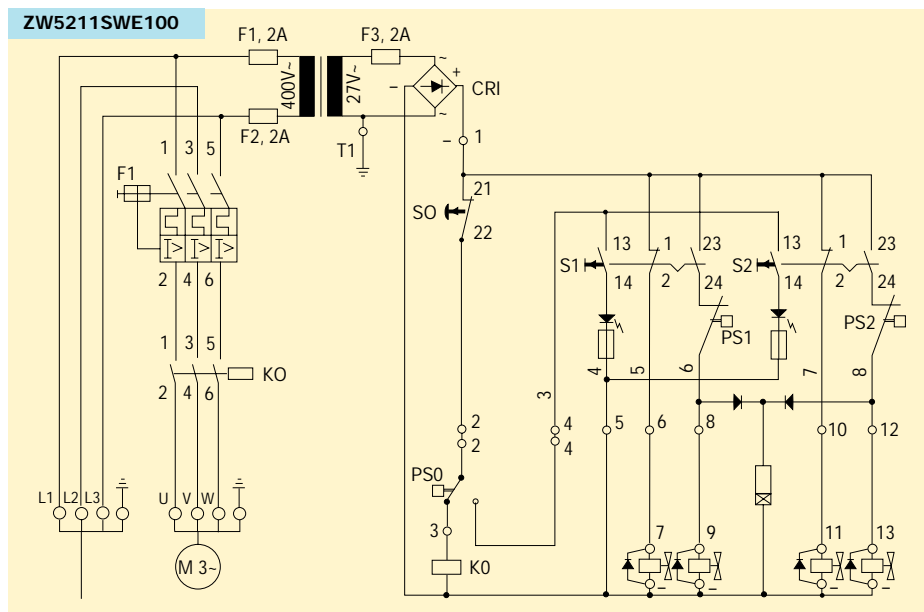 ZW5211SWE100
F1, 2A
F3, 2A
400V~
27V~
~
+
−
CRI
~
F2, 2A
T1
− 1
1 3 5
F1
I> I> I>
2 4 6
21
SO
22
13 1 23 13 1 23
S1 S2
14 2 24 14 2 24
PS1 PS2
1 3 5
KO
2 4 6
3 4 5 6 7 8
2 4 5 6 8 10 12
2 4
PS0
L1 L2 L3 U V W
3
7 9 11 13
M 3~
K0
− − − −